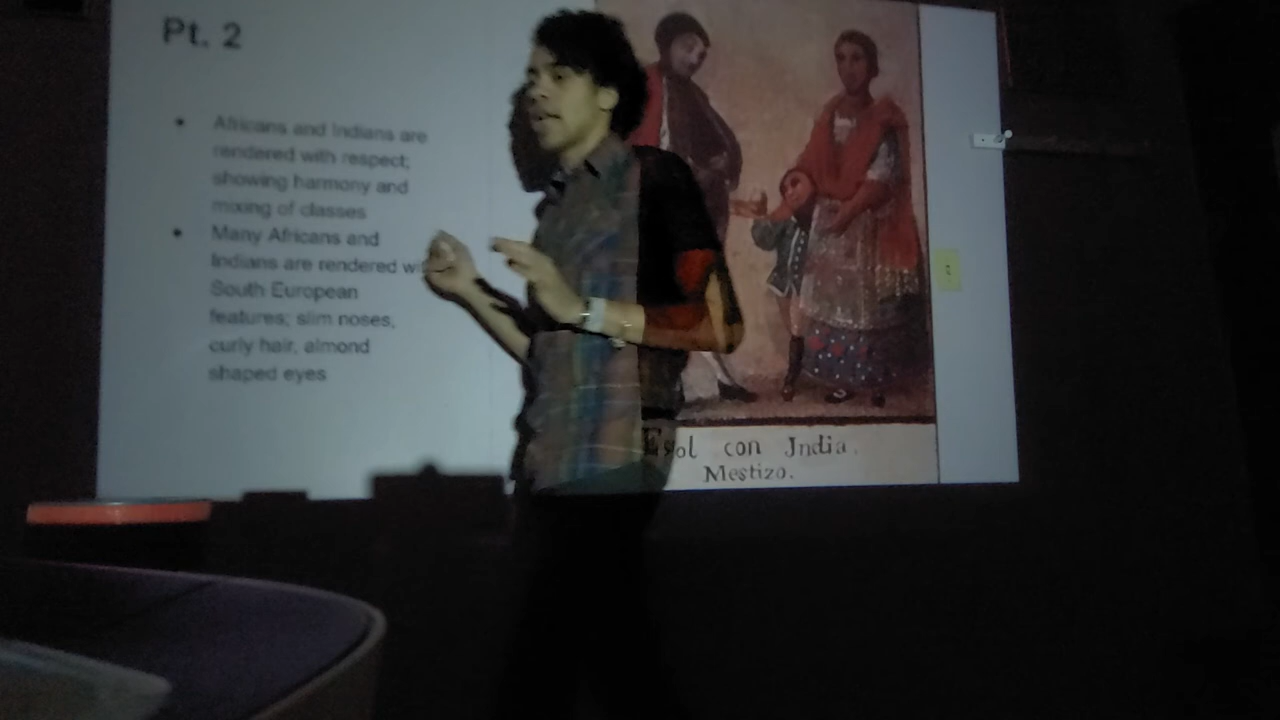 Pt. 2
Africans and Indians are
rendered with respect;
showing harmony and
mixing of classes
Many Africans and
Indians are rendered
South European
features; slim noses,
curly hair, almond
shaped eyes
con India.
Mestizo.